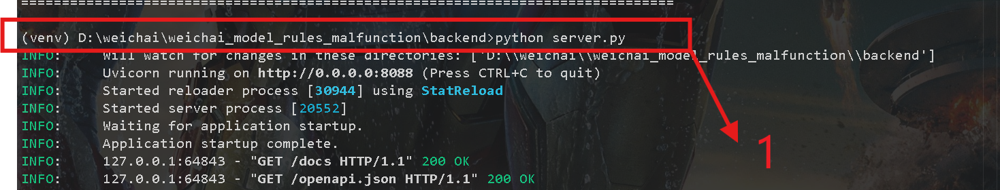 ================================================================================
(venv) D:\weichai\weichai_model_rules_malfunction\backend>python server.py
INFO:     Will watch for changes in these directories: ['D:\\weichai\\weichai_model_rules_malfunction\\backend']
INFO:     Uvicorn running on http://0.0.0.0:8088 (Press CTRL+C to quit)
INFO:     Started reloader process [30944] using StatReload
INFO:     Started server process [20552]
INFO:     Waiting for application startup.
INFO:     Application startup complete.
INFO:     127.0.0.1:64843 - "GET /docs HTTP/1.1" 200 OK
INFO:     127.0.0.1:64843 - "GET /openapi.json HTTP/1.1" 200 OK
1